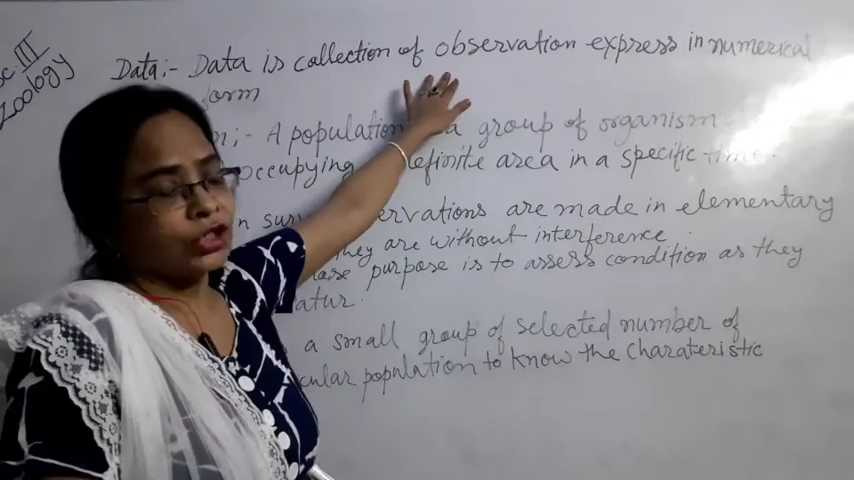 III
Zoology
Data:- Data is collection of observation express in numerical
form
:- A population a group of organism
occupying definite area in a specific time.
in are made in elementary
they are without interference.
purpose is to assess condition as they
a small group of selected number of
population to know the charateristic